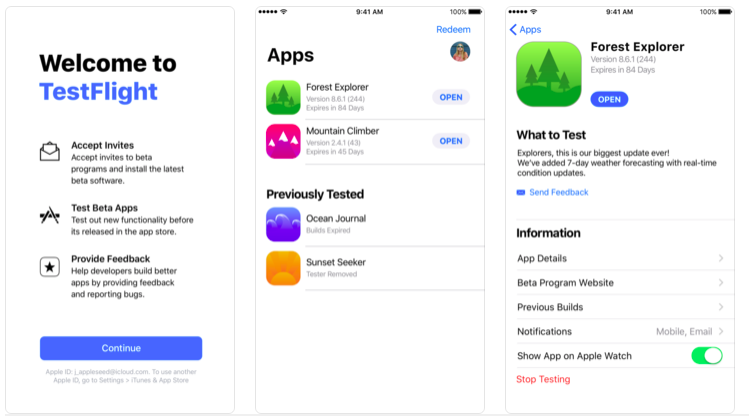 Welcome to
TestFlight
Accept Invites
Accept invites to beta
programs and install the latest
beta software.
Test Beta Apps
Test out new functionality before
its released in the app store.
Provide Feedback
Help developers build better
apps by providing feedback
and reporting bugs.
Continue
Apple ID: j_appleseed@icloud.com. To use another
Apple ID, go to Settings > iTunes & App Store
9:41 AM 100%
Redeem
Apps
Forest Explorer
Version 8.6.1 (244)
Expires in 84 Days
OPEN
Mountain Climber
Version 2.4.1 (43)
Expires in 45 Days
OPEN
Previously Tested
Ocean Journal
Builds Expired
Sunset Seeker
Tester Removed
9:41 AM 100%
Apps
Forest Explorer
Version 8.6.1 (244)
Expires in 84 Days
OPEN
What to Test
Explorers, this is our biggest update ever!
We've added 7-day weather forecasting with real-time
condition updates.
Send Feedback
Information
App Details
Beta Program Website
Previous Builds
Notifications Mobile, Email
Show App on Apple Watch
Stop Testing